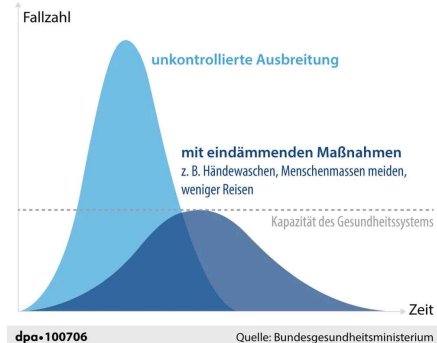 Fallzahl
unkontrollierte Ausbreitung
mit eindämmenden Maßnahmen
z. B. Händewaschen, Menschenmassen meiden,
weniger Reisen
Kapazität des Gesundheitssystems
Zeit
dpa•100706 Quelle: Bundesgesundheitsministerium